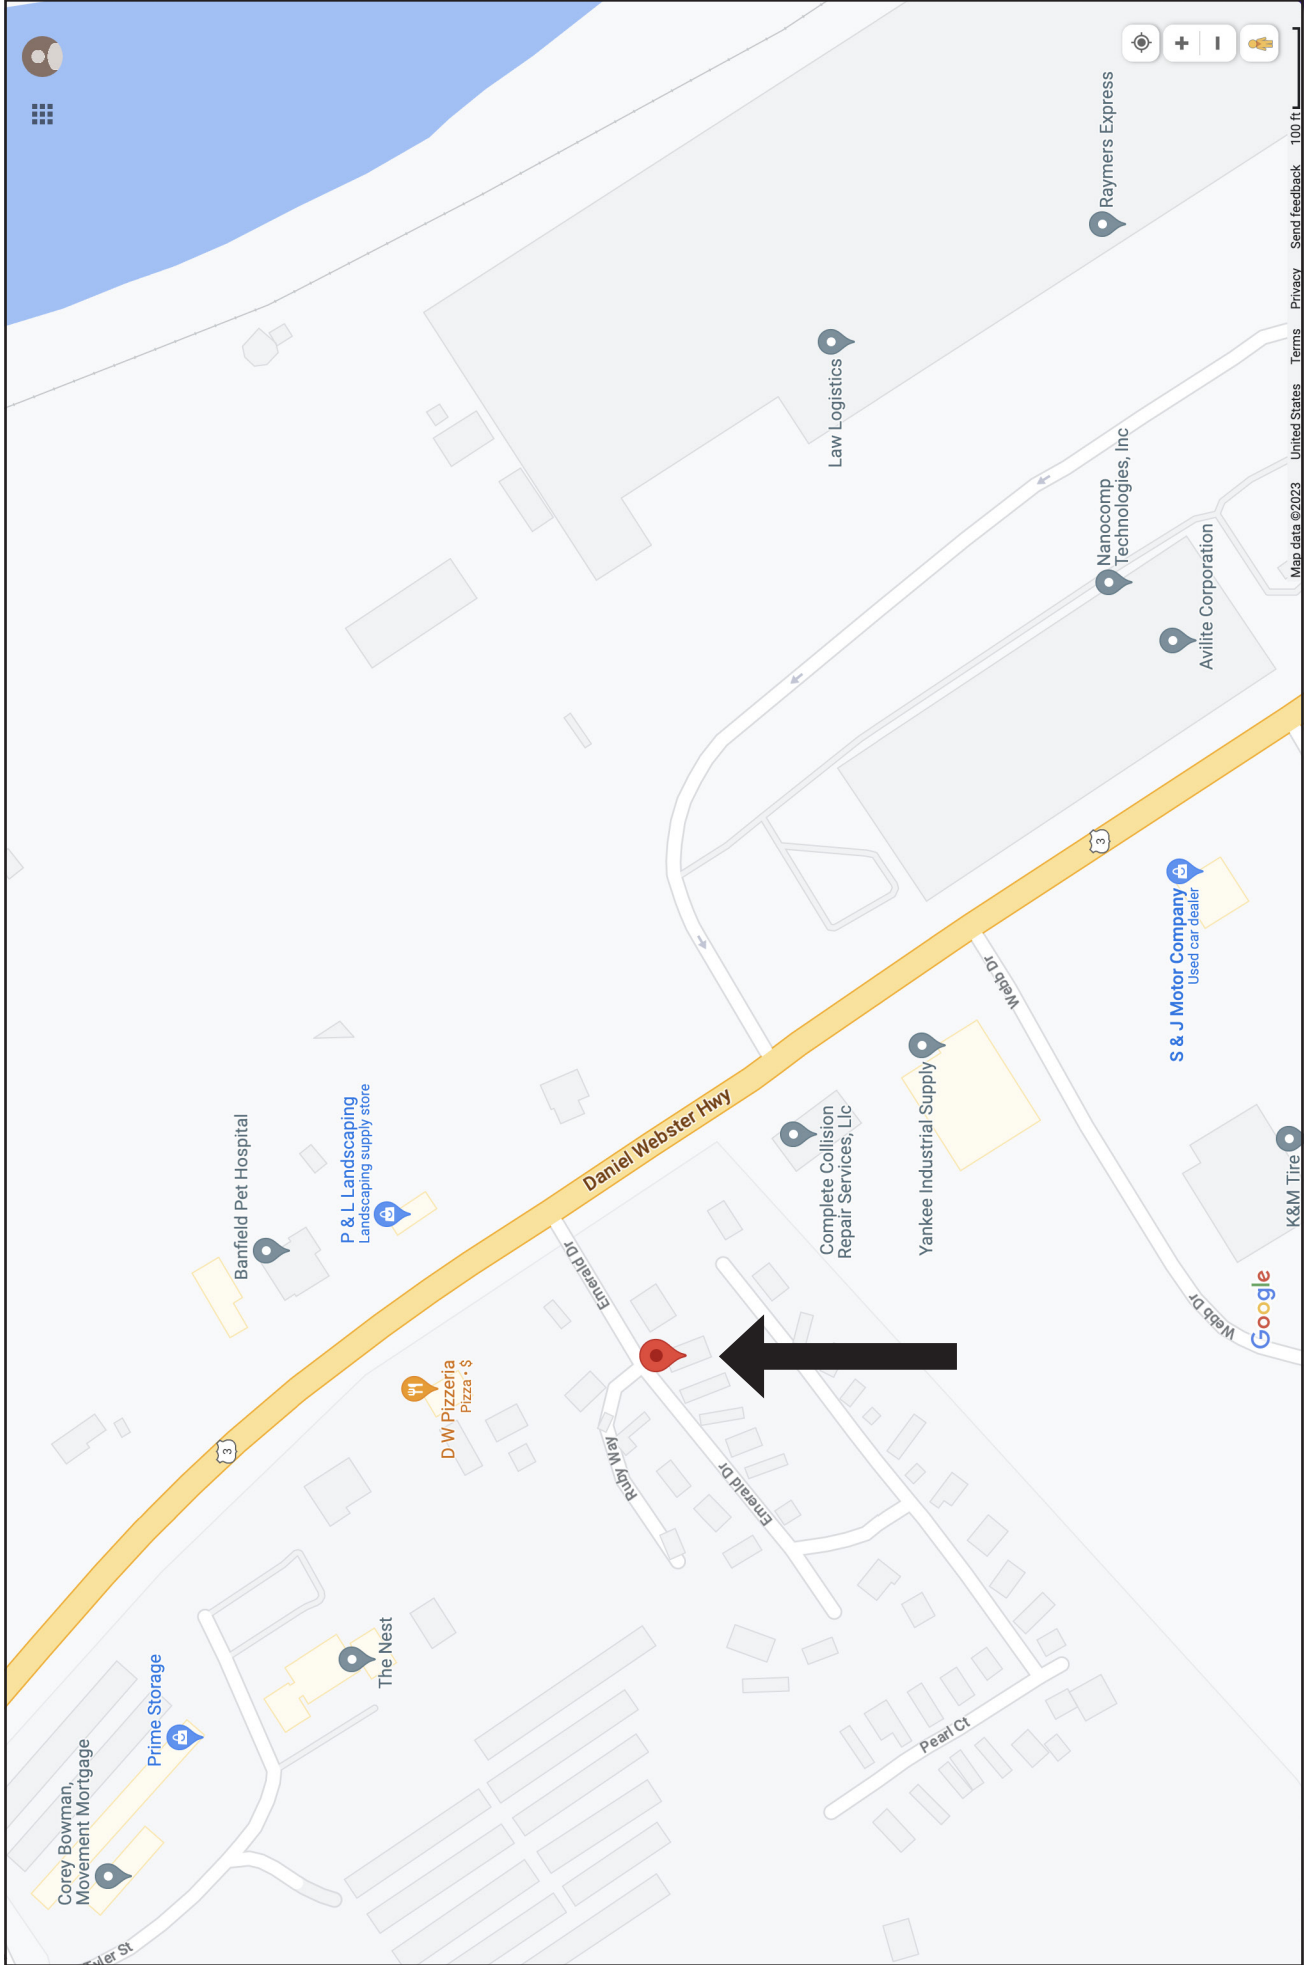 Corey Bowman,
Movement Mortgage
Prime Storage
The Nest
3
D W Pizzeria
Pizza • $
Banfield Pet Hospital
P & L Landscaping
Landscaping supply store
Daniel Webster Hwy
Emerald Dr
Ruby Way
Emerald Dr
Pearl Ct
Complete Collision
Repair Services, Llc
Yankee Industrial Supply
Webb Dr
Webb Dr
K&M Tire
S & J Motor Company
Used car dealer
3
Law Logistics
Raymers Express
Nanocomp
Technologies, Inc
Avilite Corporation
Google
Map data ©2023 United States Terms Privacy Send feedback 100 ft